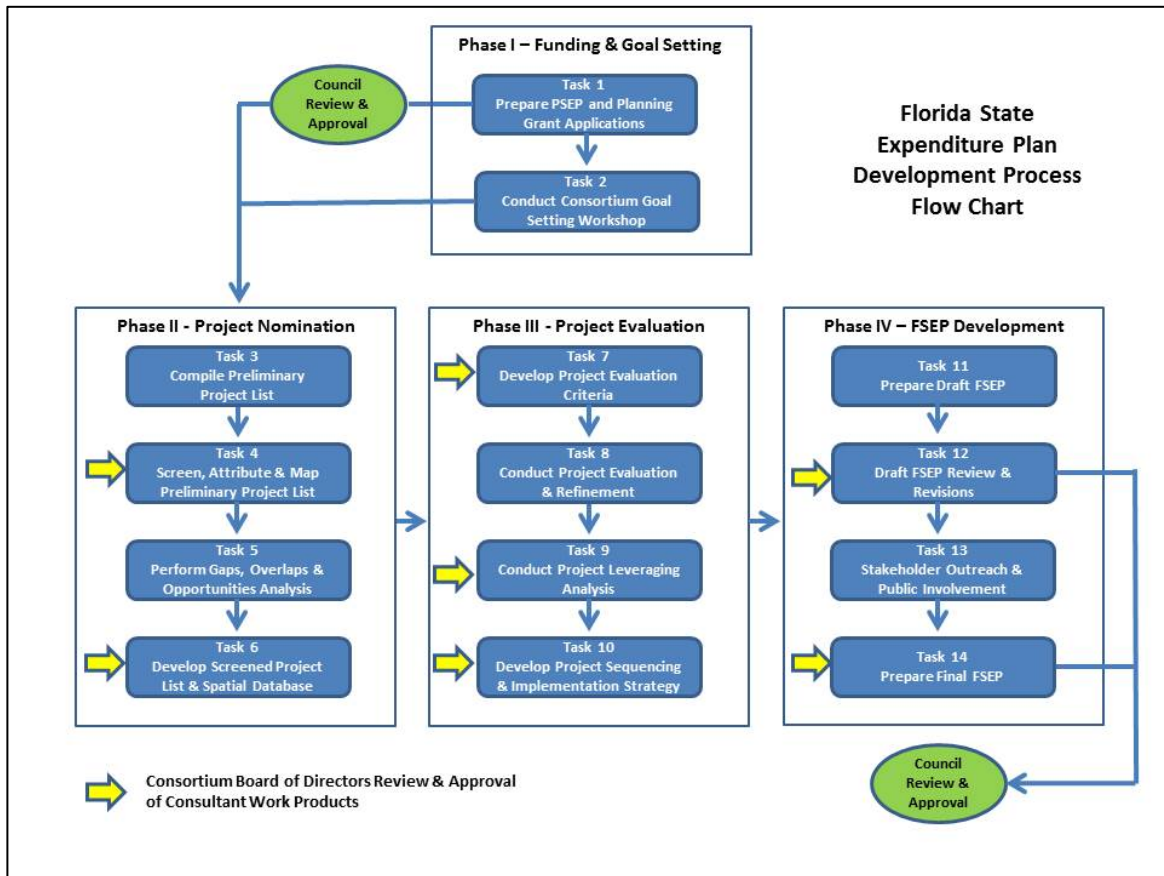 Phase I – Funding & Goal Setting
Council
Review &
Approval
Task 1
Prepare PSEP and Planning
Grant Applications
Task 2
Conduct Consortium Goal
Setting Workshop
Florida State
Expenditure Plan
Development Process
Flow Chart
Phase II - Project Nomination
Task 3
Compile Preliminary
Project List
Task 4
Screen, Attribute & Map
Preliminary Project List
Task 5
Perform Gaps, Overlaps &
Opportunities Analysis
Task 6
Develop Screened Project
List & Spatial Database
Phase III - Project Evaluation
Task 7
Develop Project Evaluation
Criteria
Task 8
Conduct Project Evaluation
& Refinement
Task 9
Conduct Project Leveraging
Analysis
Task 10
Develop Project Sequencing
& Implementation Strategy
Phase IV – FSEP Development
Task 11
Prepare Draft FSEP
Task 12
Draft FSEP Review &
Revisions
Task 13
Stakeholder Outreach &
Public Involvement
Task 14
Prepare Final FSEP
Consortium Board of Directors Review & Approval
of Consultant Work Products
Council
Review &
Approval